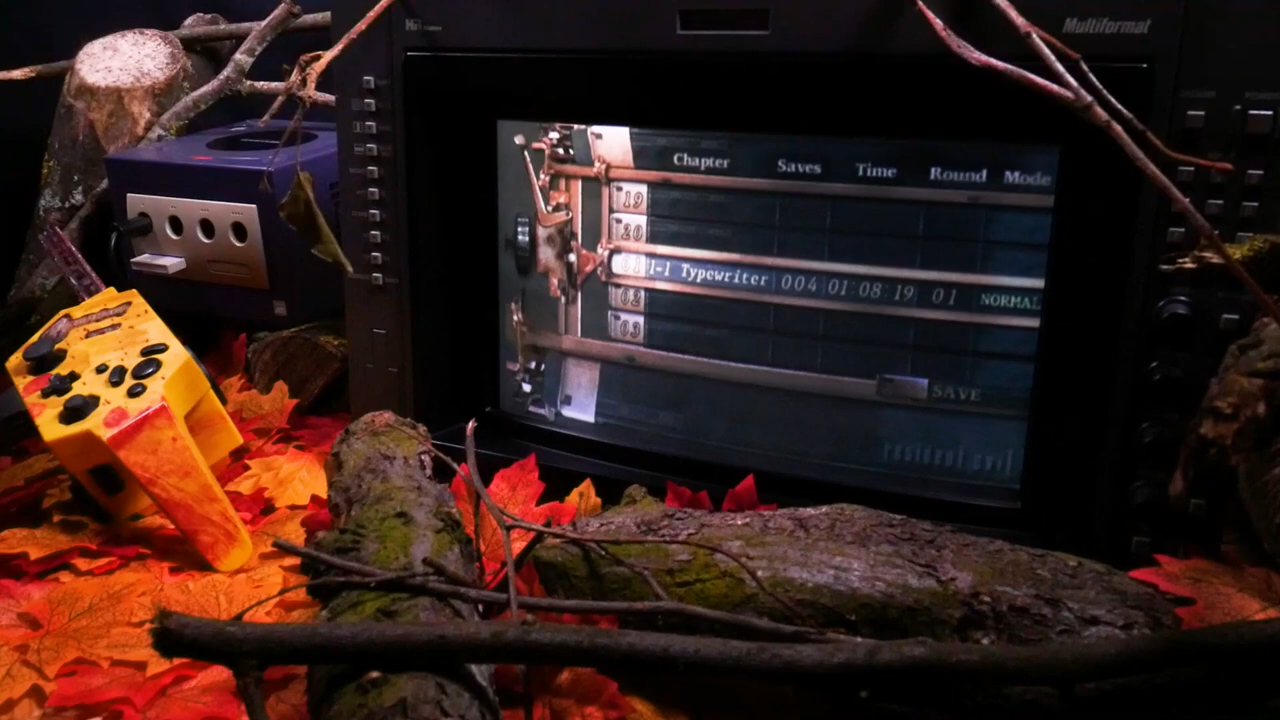 Multiformat
Chapter Saves Time Round Mode
19
20
01 1-1 Typewriter 004 01:08:19 01 NORMAL
02
03
SAVE
resident evil